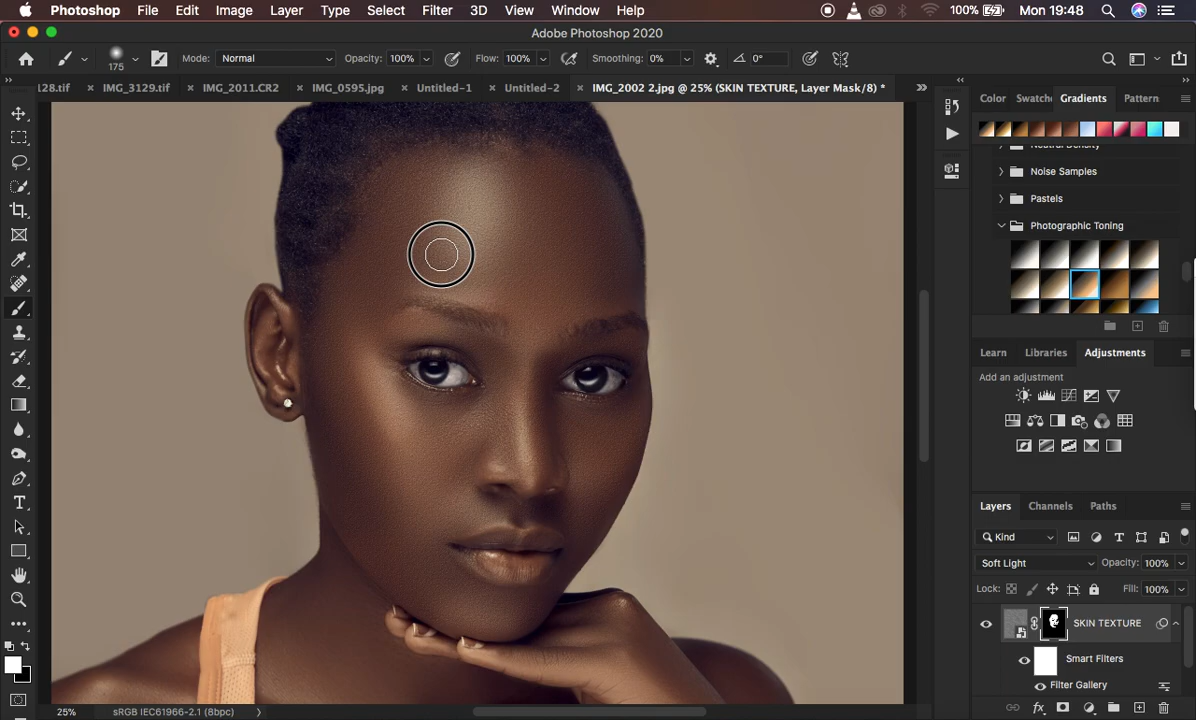 Photoshop File Edit Image Layer Type Select Filter 3D View Window Help 100% Mon 19:48
Adobe Photoshop 2020
175 Mode: Normal Opacity: 100% Flow: 100% Smoothing: 0% 0°
128.tif × IMG_3129.tif × IMG_2011.CR2 × IMG_0595.jpg × Untitled-1 × Untitled-2 × IMG_2002 2.jpg @ 25% (SKIN TEXTURE, Layer Mask/8) *
Color Swatche Gradients Pattern
Neutral Density
Noise Samples
Pastels
Photographic Toning
Learn Libraries Adjustments
Add an adjustment
Layers Channels Paths
Kind
Soft Light Opacity: 100%
Lock: Fill: 100%
SKIN TEXTURE
Smart Filters
Filter Gallery
25% sRGB IEC61966-2.1 (8bpc)